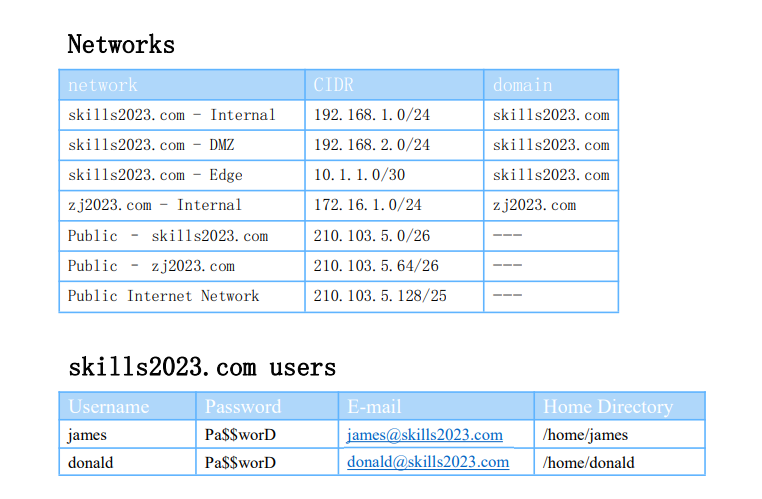 Networks
network CIDR domain
skills2023.com - Internal 192.168.1.0/24 skills2023.com
skills2023.com - DMZ 192.168.2.0/24 skills2023.com
skills2023.com - Edge 10.1.1.0/30 skills2023.com
zj2023.com - Internal 172.16.1.0/24 zj2023.com
Public – skills2023.com 210.103.5.0/26 ---
Public – zj2023.com 210.103.5.64/26 ---
Public Internet Network 210.103.5.128/25 ---
skills2023.com users
Username Password E-mail Home Directory
james Pa$$worD james@skills2023.com /home/james
donald Pa$$worD donald@skills2023.com /home/donald